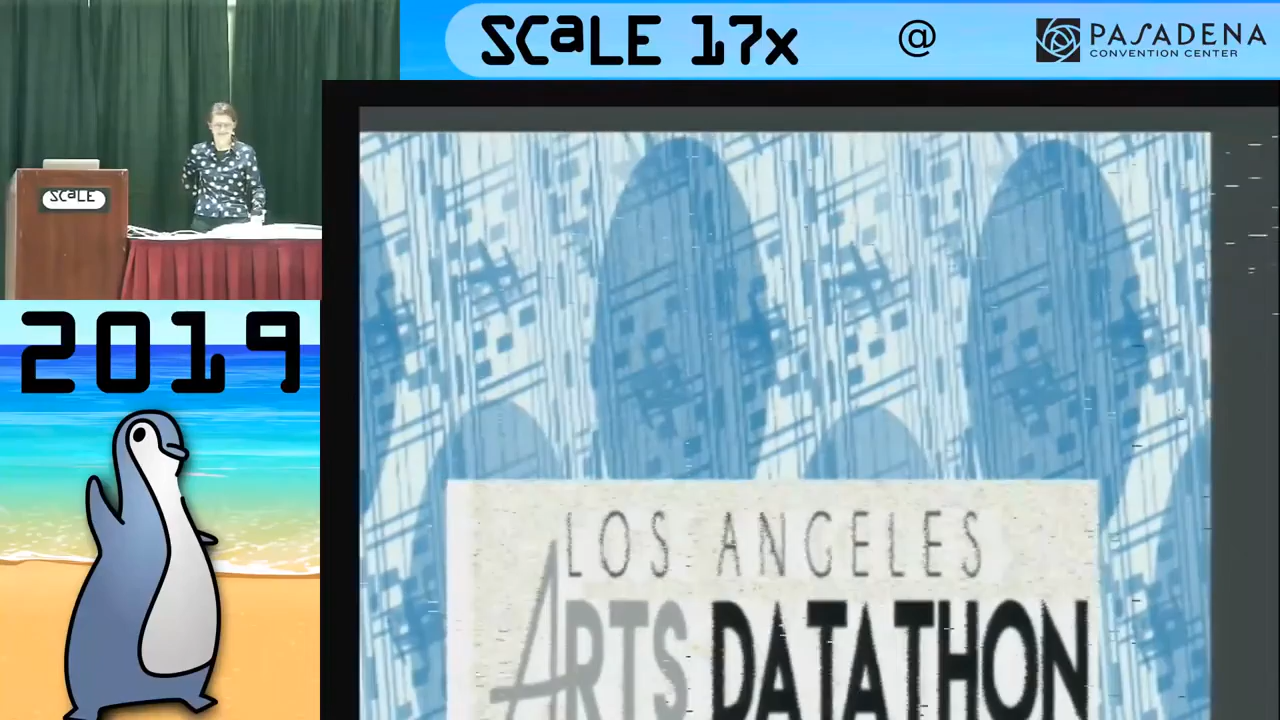 SCaLE 17x @ PASADENA
CONVENTION CENTER
SCaLE
2019
LOS ANGELES
ARTS DATATHON